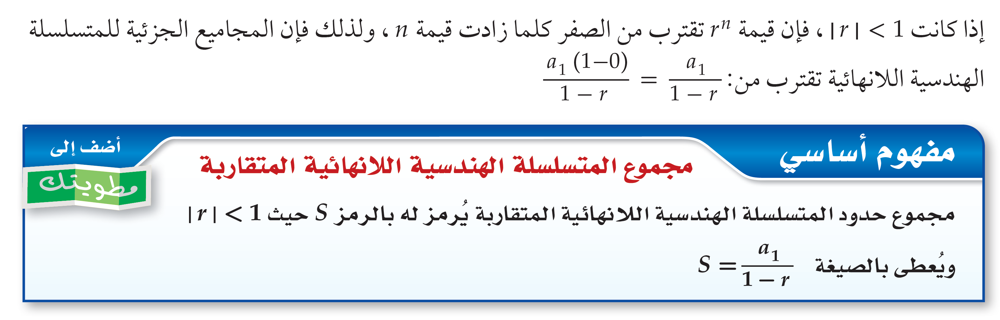 إذا كانت |r| < 1 ، فإن قيمة rⁿ تقترب من الصفر كلما زادت قيمة n ، ولذلك فإن المجاميع الجزئية للمتسلسلة
الهندسية اللانهائية تقترب من: a₁ (1−0) / 1 − r = a₁ / 1 − r
مفهوم أساسي
مجموع المتسلسلة الهندسية اللانهائية المتقاربة
أضف إلى
مطويتك
مجموع حدود المتسلسلة الهندسية اللانهائية المتقاربة يُرمز له بالرمز S حيث |r| < 1
ويُعطى بالصيغة S = a₁ / 1 − r